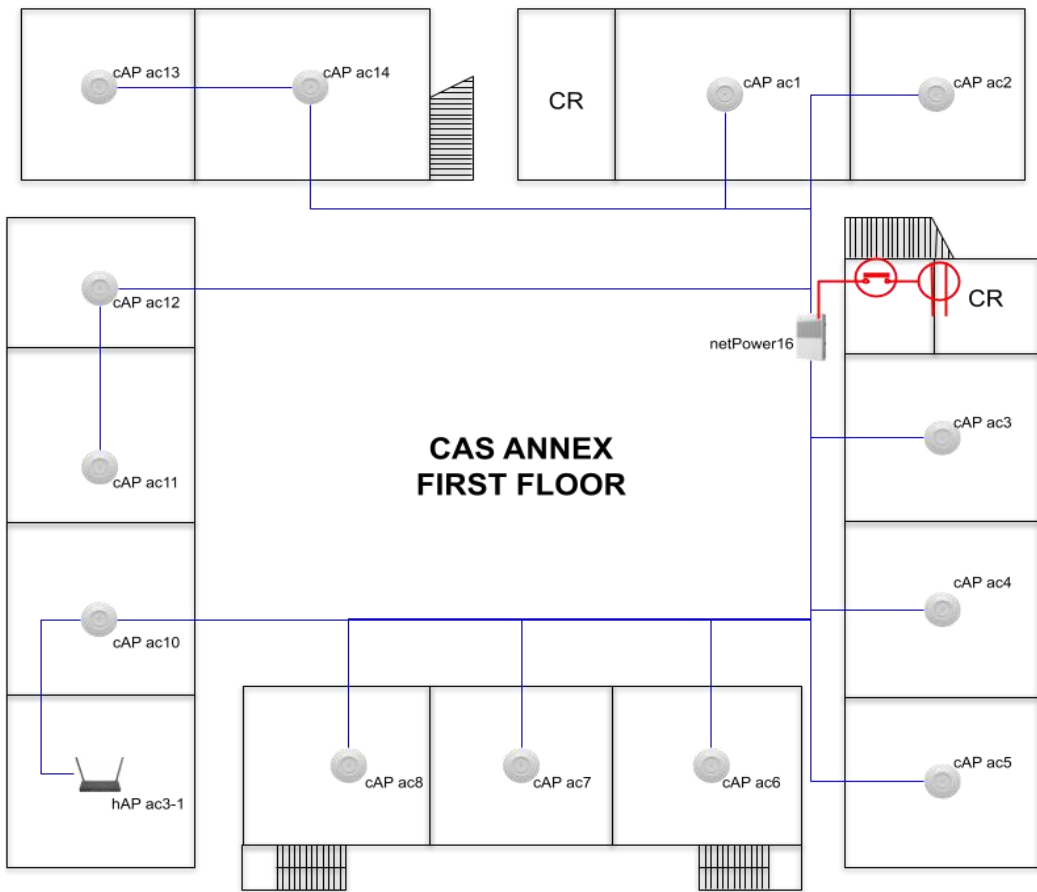 cAP ac13
cAP ac14
CR
cAP ac1
cAP ac2
cAP ac12
CR
netPower16
cAP ac3
CAS ANNEX
FIRST FLOOR
cAP ac11
cAP ac4
cAP ac10
cAP ac5
cAP ac8
cAP ac7
cAP ac6
hAP ac3-1